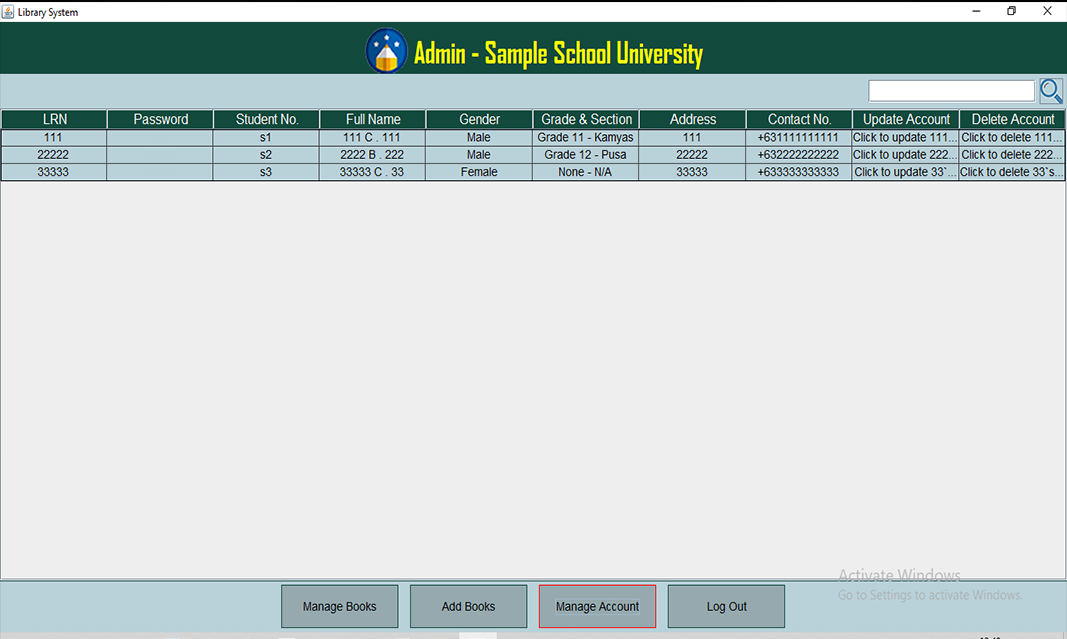 Library System
Admin - Sample School University
LRN Password Student No. Full Name Gender Grade & Section Address Contact No. Update Account Delete Account
111 s1 111 C . 111 Male Grade 11 - Kamyas 111 +631111111111 Click to update 111... Click to delete 111...
22222 s2 2222 B . 222 Male Grade 12 - Pusa 22222 +632222222222 Click to update 222... Click to delete 222...
33333 s3 33333 C . 33 Female None - N/A 33333 +633333333333 Click to update 33`... Click to delete 33`s...
Activate Windows
Go to Settings to activate Windows.
Manage Books Add Books Manage Account Log Out